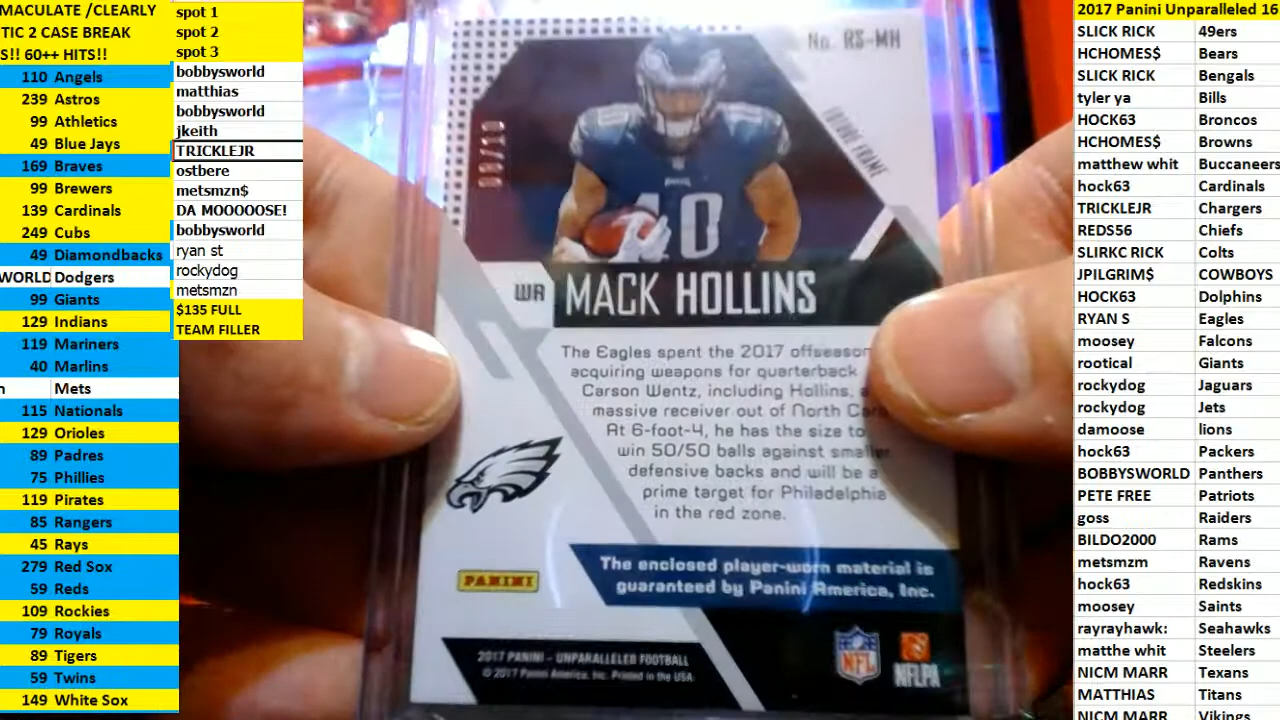 MACULATE /CLEARLY
TIC 2 CASE BREAK
S!! 60++ HITS!!
110 Angels
239 Astros
99 Athletics
49 Blue Jays
169 Braves
99 Brewers
139 Cardinals
249 Cubs
49 Diamondbacks
WORLD Dodgers
99 Giants
129 Indians
119 Mariners
40 Marlins
n Mets
115 Nationals
129 Orioles
89 Padres
75 Phillies
119 Pirates
85 Rangers
45 Rays
279 Red Sox
59 Reds
109 Rockies
79 Royals
89 Tigers
59 Twins
149 White Sox
spot 1
spot 2
spot 3
bobbysworld
matthias
bobbysworld
jkeith
TRICKLEJR
ostbere
metsmzn$
DA MOOOOOSE!
bobbysworld
ryan st
rockydog
metsmzn
$135 FULL
TEAM FILLER
No. RS-MH
FUTURE FRAME
WR MACK HOLLINS
The Eagles spent the 2017 offseason
acquiring weapons for quarterback
Carson Wentz, including Hollins, a
massive receiver out of North Caro
At 6-foot-4, he has the size to
win 50/50 balls against smaller
defensive backs and will be a
prime target for Philadelphia
in the red zone.
PANINI
The enclosed player-worn material is
guaranteed by Panini America, Inc.
2017 PANINI - UNPARALLELED FOOTBALL
© 2017 Panini America, Inc. Printed in the USA.
NFL
NFLPA
2017 Panini Unparalleled 16
SLICK RICK 49ers
HCHOMES$ Bears
SLICK RICK Bengals
tyler ya Bills
HOCK63 Broncos
HCHOMES$ Browns
matthew whit Buccaneers
hock63 Cardinals
TRICKLEJR Chargers
REDS56 Chiefs
SLIRKC RICK Colts
JPILGRIM$ COWBOYS
HOCK63 Dolphins
RYAN S Eagles
moosey Falcons
rootical Giants
rockydog Jaguars
rockydog Jets
damoose lions
hock63 Packers
BOBBYSWORLD Panthers
PETE FREE Patriots
goss Raiders
BILDO2000 Rams
metsmzm Ravens
hock63 Redskins
moosey Saints
rayrayhawk: Seahawks
matthe whit Steelers
NICM MARR Texans
MATTHIAS Titans
NICM MARR Vikings